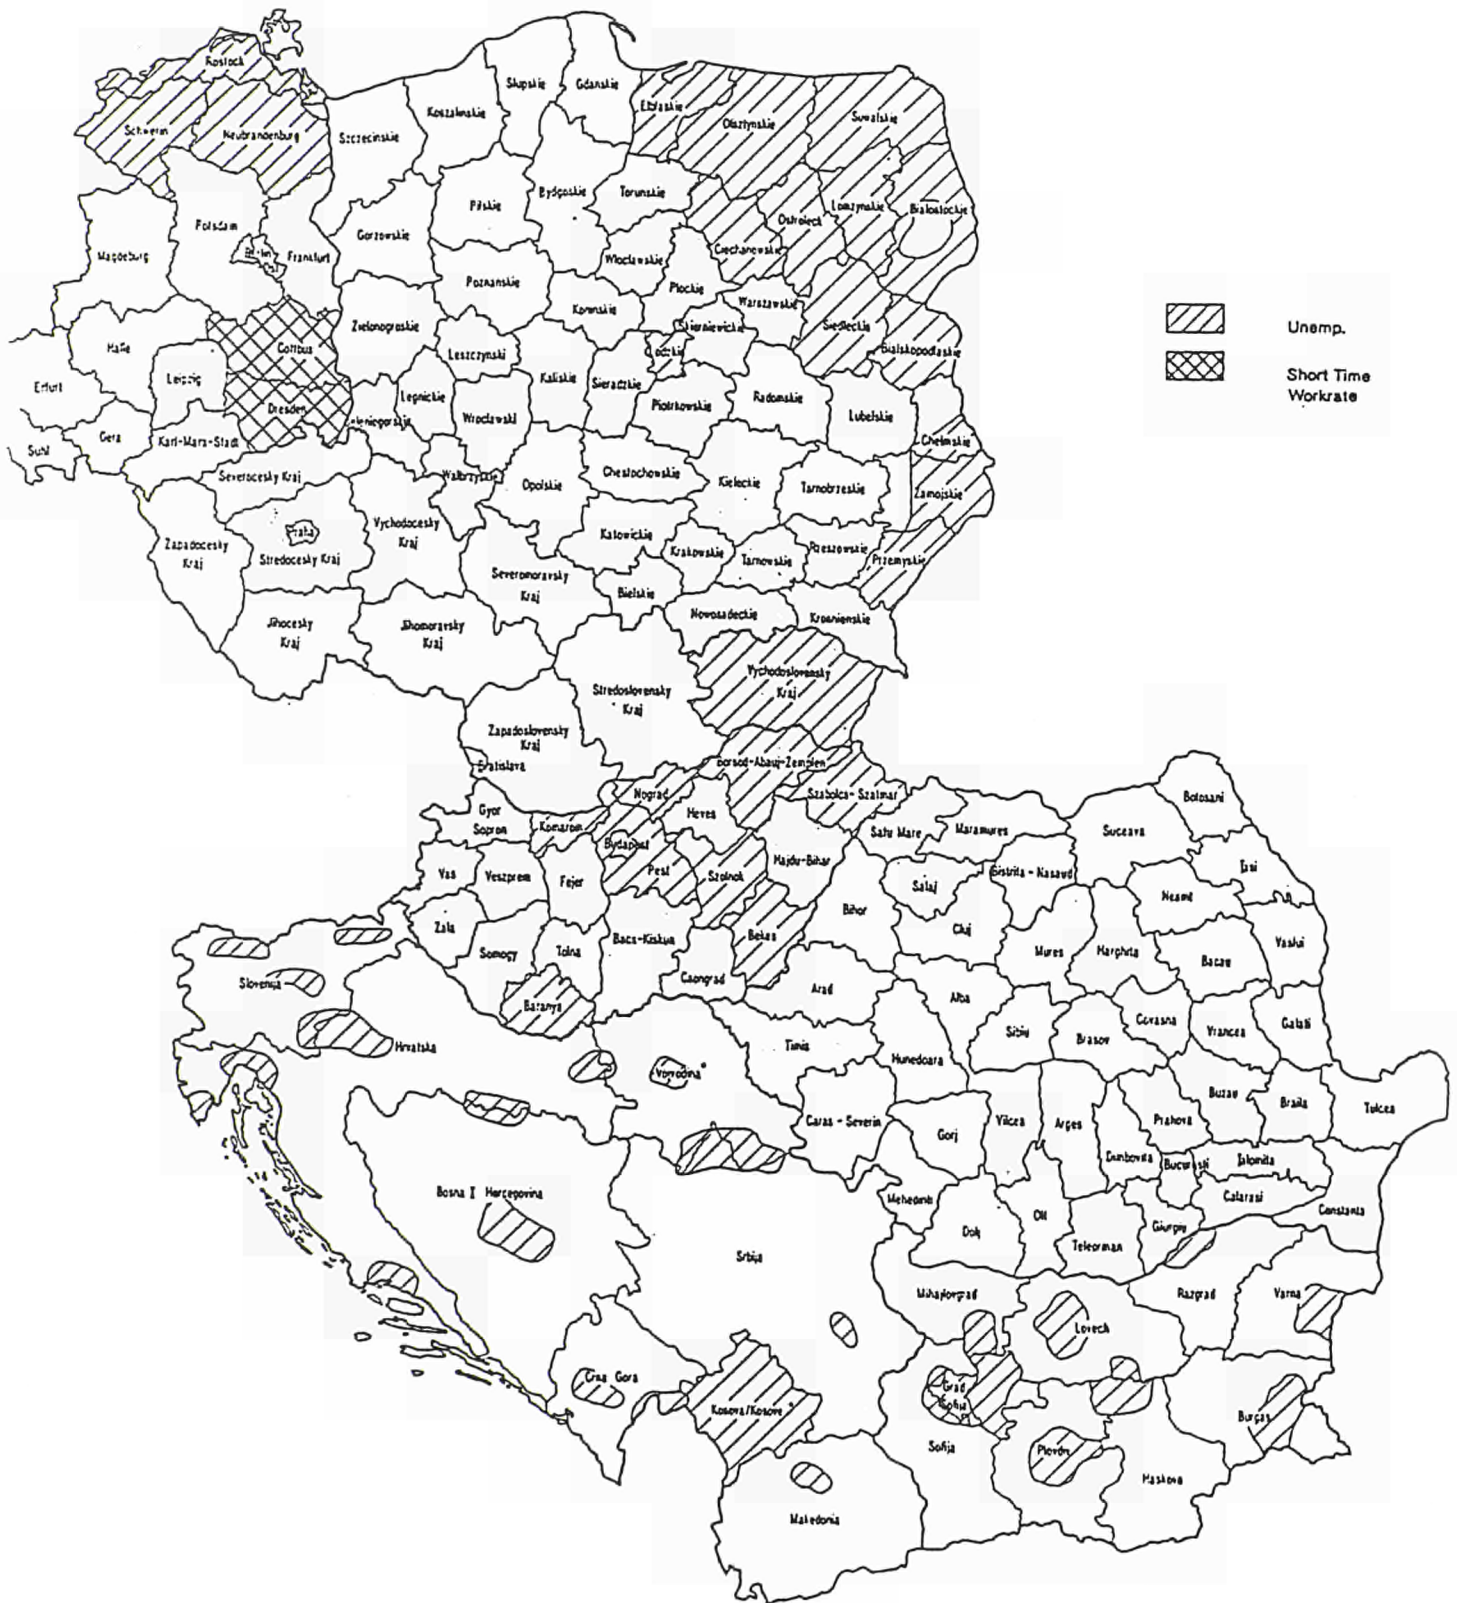 Rostock
Schwerin
Neubrandenburg
Szczecinskie
Koszalinskie
Slupskie
Gdanskie
Elblaskie
Olsztynskie
Suwalskie
Potsdam
Magdeburg
Frankfurt
Gorzowskie
Pilskie
Bydgoskie
Torunskie
Ciechanowskie
Ostroleck
Lomzynskie
Bialostockie
Wloclawskie
Plockie
Poznanskie
Koninskie
Warszawskie
Skierniewickie
Siedleckie
Bialskopodlaskie
Unemp.
Short Time
Workrate
Halle
Cottbus
Zielonogroskie
Leszczynski
Lodzkie
Erfurt
Leipzig
Dresden
Legnickie
Kaliskie
Sieradzkie
Piotrkowskie
Radomskie
Lubelskie
Wroclawski
Suhl
Gera
Karl-Marx-Stadt
Chelmskie
Severocesky Kraj
Walbrzyskie
Opolskie
Chestochowskie
Kieleckie
Tarnobrzeskie
Zamojskie
Praha
Zapadocesky
Kraj
Stredocesky Kraj
Vychodocesky
Kraj
Katowickie
Krakowskie
Tarnowskie
Rzeszowskie
Przemyskie
Severomoravsky
Kraj
Bielskie
Nowosadeckie
Krosnienskie
Jihocesky
Kraj
Jihomoravsky
Kraj
Vychodoslovensky
Kraj
Stredoslovensky
Kraj
Zapadoslovensky
Kraj
Bratislava
Borsod-Abauj-Zemplen
Szabolcs-Szatmar
Nograd
Heves
Gyor
Sopron
Komarom
Budapest
Pest
Szolnok
Hajdu-Bihar
Satu Mare
Maramures
Suceava
Botosani
Iasi
Vas
Veszprem
Fejer
Salaj
Bistrita - Nasaud
Neamt
Bihor
Cluj
Mures
Harghita
Bacau
Vaslui
Zala
Somogy
Tolna
Bacs-Kiskun
Bekes
Csongrad
Baranya
Arad
Alba
Sibiu
Brasov
Covasna
Vrancea
Galati
Slovenija
Hrvatska
Vojvodina*
Timis
Hunedoara
Caras - Severin
Gorj
Vilcea
Arges
Dimbovita
Prahova
Buzau
Braila
Tulcea
Bucuresti
Ialomita
Calarasi
Constanta
Bosna I Hercegovina
Mehedinti
Dolj
Olt
Teleorman
Giurgiu
Srbija
Mihajlovgrad
Lovech
Razgrad
Varna
Crna Gora
Kosova/Kosove*
Grad
Sofija
Sofija
Plovdiv
Burgas
Haskovo
Makedonia